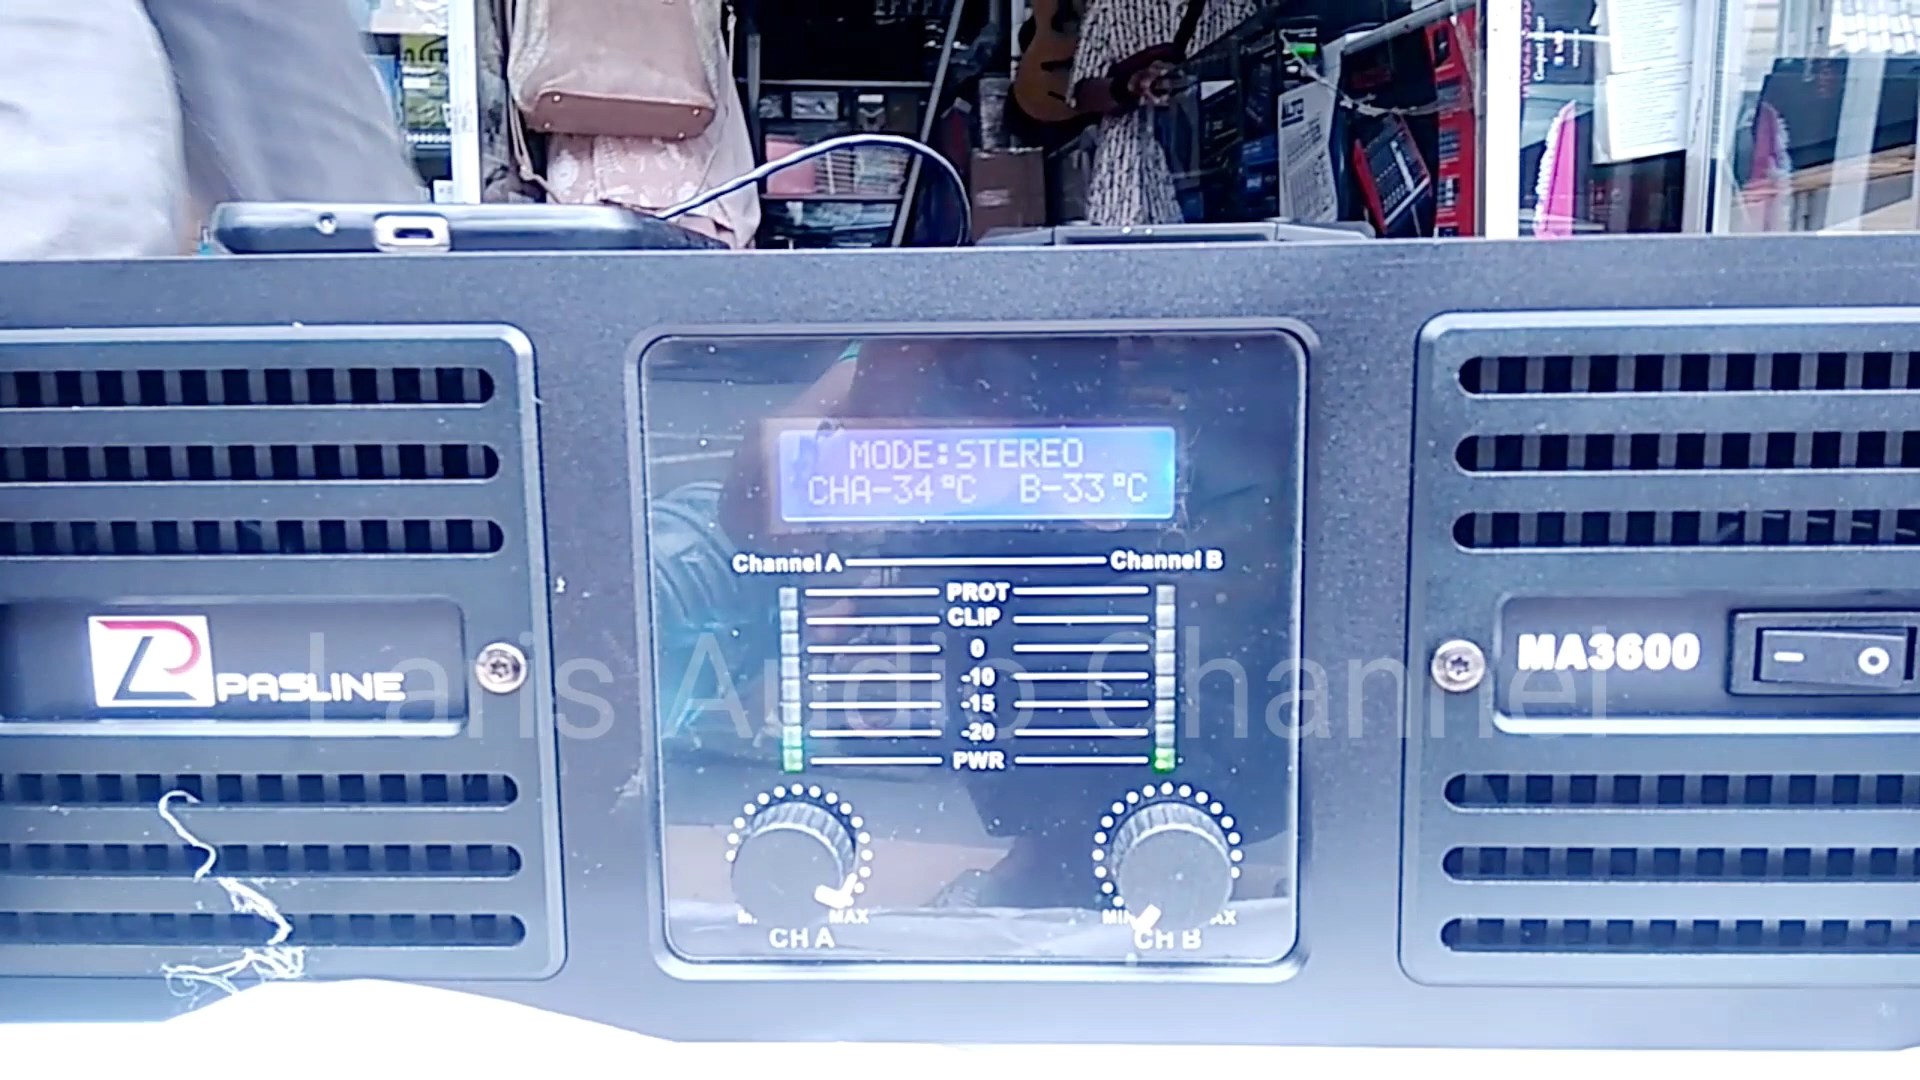 ALTO
MODE:STEREO
CHA-34°C B-33°C
Channel A
Channel B
PROT
CLIP
0
-10
-15
-20
PWR
MAX
CH A
CH B
PASLINE
MA3600
Laris Audio Channel